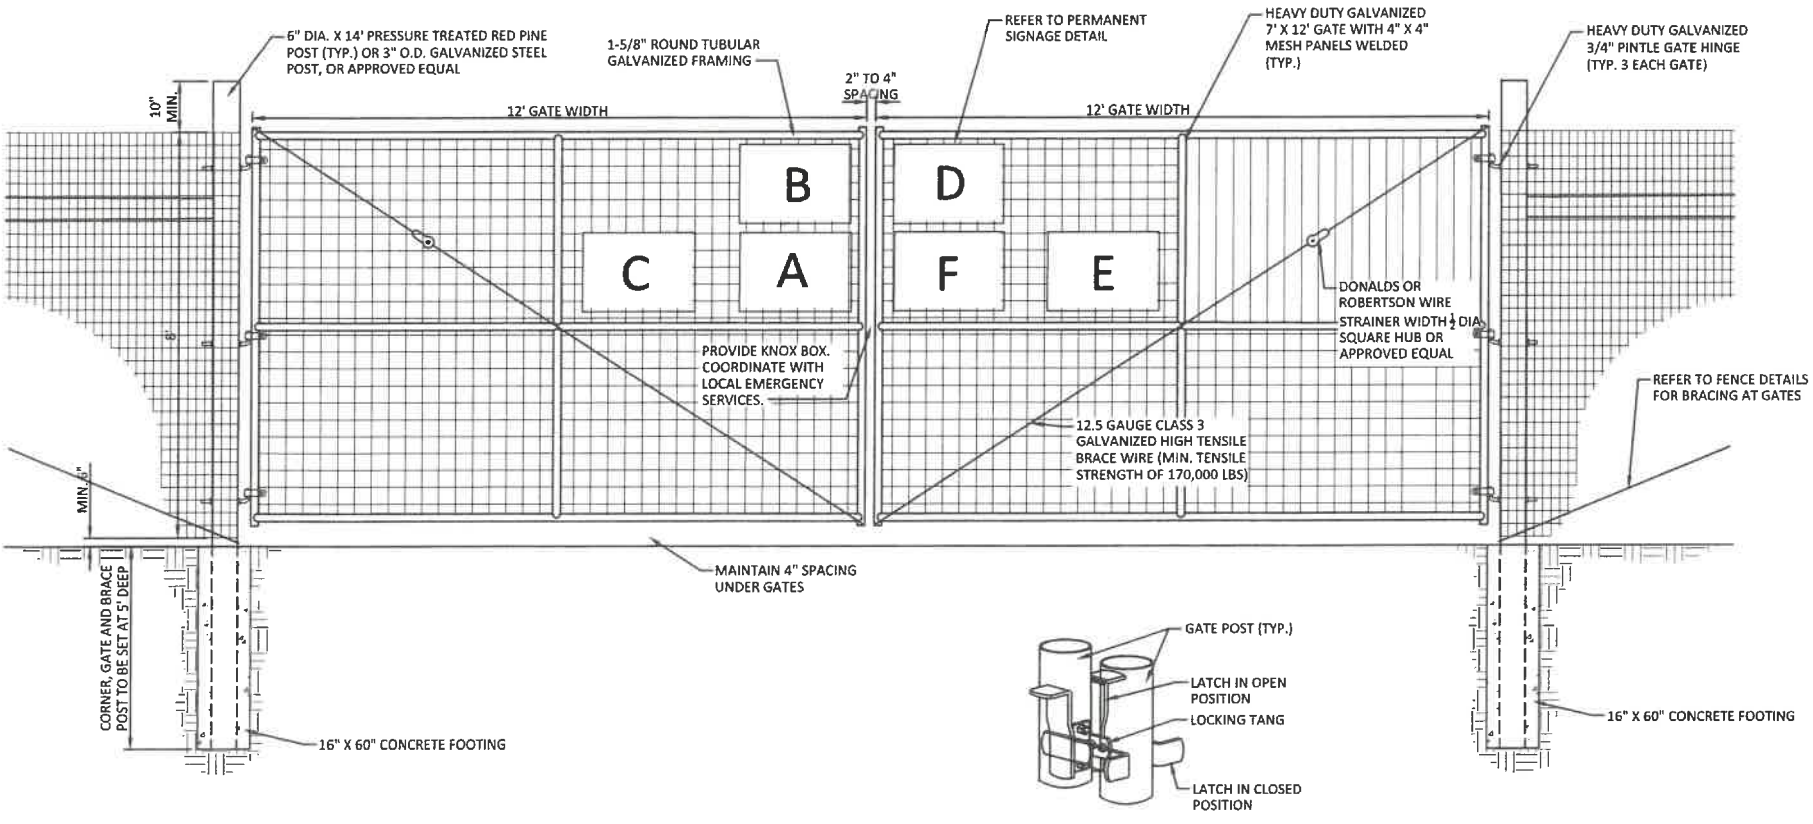 6" DIA. X 14' PRESSURE TREATED RED PINE
POST (TYP.) OR 3" O.D. GALVANIZED STEEL
POST, OR APPROVED EQUAL
1-5/8" ROUND TUBULAR
GALVANIZED FRAMING
REFER TO PERMANENT
SIGNAGE DETAIL
HEAVY DUTY GALVANIZED
7' X 12' GATE WITH 4" X 4"
MESH PANELS WELDED
(TYP.)
HEAVY DUTY GALVANIZED
3/4" PINTLE GATE HINGE
(TYP. 3 EACH GATE)
2" TO 4"
SPACING
10"
MIN.
12' GATE WIDTH
12' GATE WIDTH
B
D
C
A
F
E
8'
DONALDS OR
ROBERTSON WIRE
STRAINER WIDTH ½ DIA
SQUARE HUB OR
APPROVED EQUAL
PROVIDE KNOX BOX.
COORDINATE WITH
LOCAL EMERGENCY
SERVICES.
REFER TO FENCE DETAILS
FOR BRACING AT GATES
12.5 GAUGE CLASS 3
GALVANIZED HIGH TENSILE
BRACE WIRE (MIN. TENSILE
STRENGTH OF 170,000 LBS)
MIN.
MAINTAIN 4" SPACING
UNDER GATES
CORNER, GATE AND BRACE
POST TO BE SET AT 5' DEEP
GATE POST (TYP.)
LATCH IN OPEN
POSITION
LOCKING TANG
LATCH IN CLOSED
POSITION
16" X 60" CONCRETE FOOTING
16" X 60" CONCRETE FOOTING